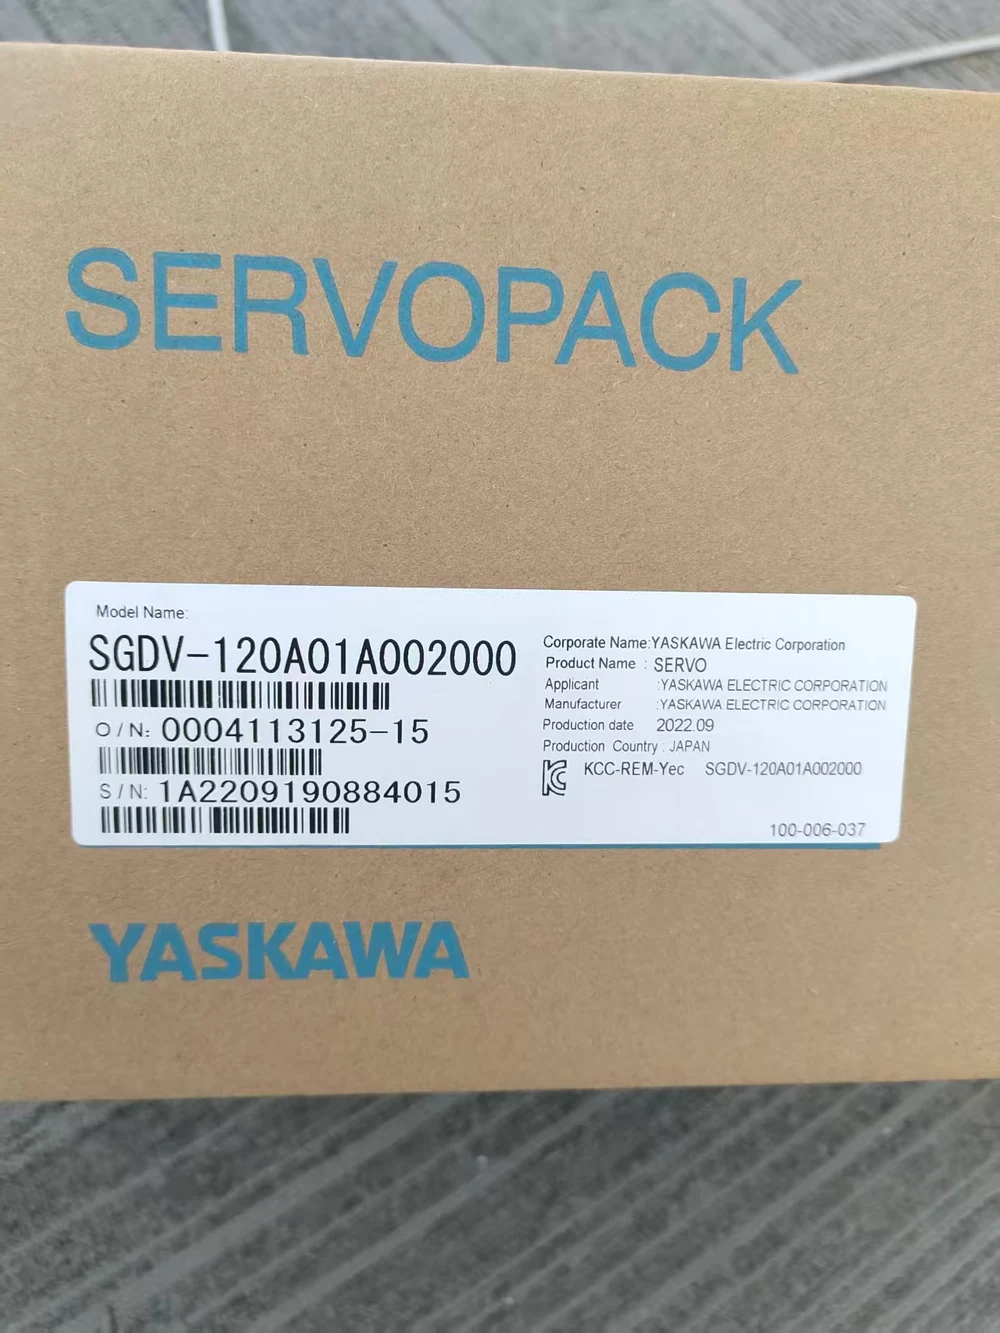 SERVOPACK
Model Name:
SGDV-120A01A002000
O/N: 0004113125-15
S/N: 1A2209190884015
Corporate Name:YASKAWA Electric Corporation
Product Name : SERVO
Applicant :YASKAWA ELECTRIC CORPORATION
Manufacturer :YASKAWA ELECTRIC CORPORATION
Production date 2022.09
Production Country : JAPAN
KCC-REM-Yec SGDV-120A01A002000
100-006-037
YASKAWA